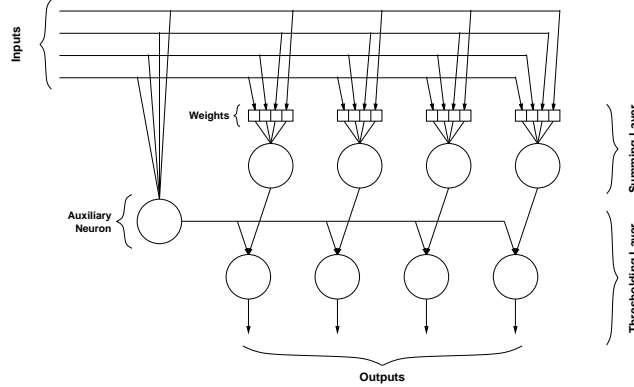 Inputs
Weights
Summing Layer
Auxiliary
Neuron
Thresholding Layer
Outputs